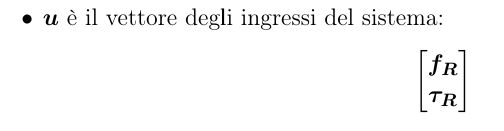 • u è il vettore degli ingressi del sistema:
[f_R
τ_R]